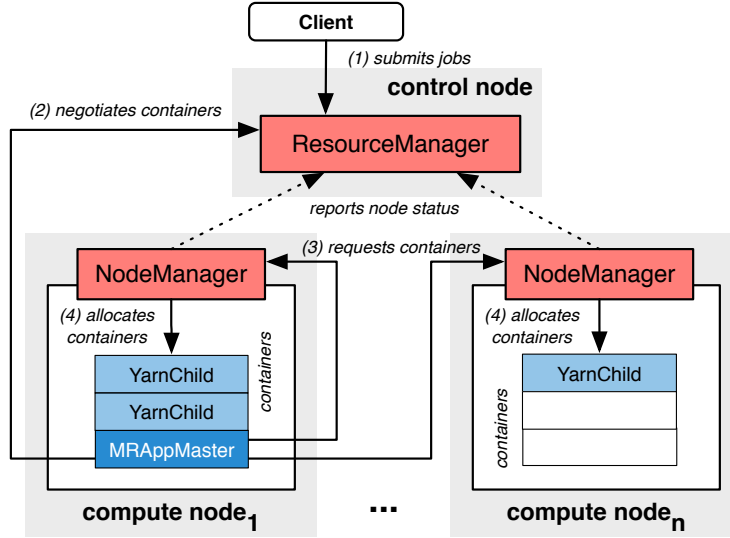 Client
(1) submits jobs
control node
(2) negotiates containers
ResourceManager
reports node status
(3) requests containers
NodeManager
NodeManager
(4) allocates
containers
(4) allocates
containers
containers
YarnChild
YarnChild
MRAppMaster
YarnChild
containers
compute node1
...
compute noden